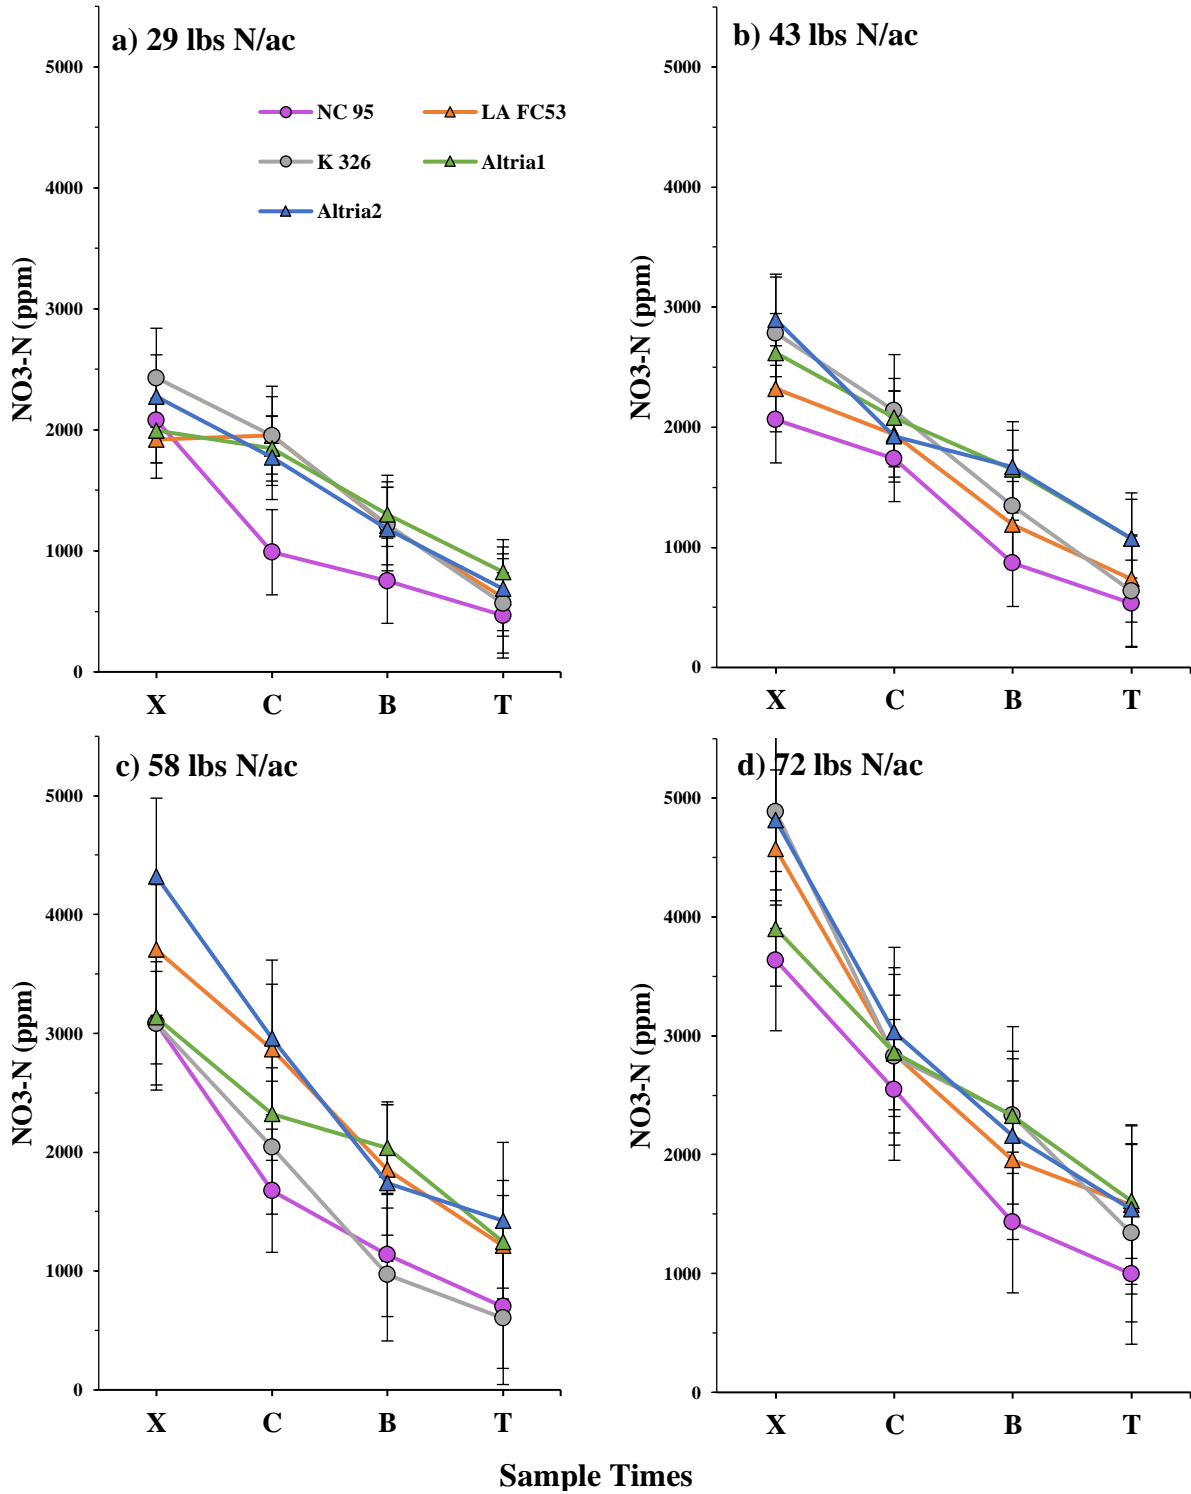 a) 29 lbs N/ac
NO3-N (ppm)
5000
4000
3000
2000
1000
0
NC 95
LA FC53
K 326
Altria1
Altria2
X C B T
b) 43 lbs N/ac
NO3-N (ppm)
5000
4000
3000
2000
1000
0
X C B T
c) 58 lbs N/ac
NO3-N (ppm)
5000
4000
3000
2000
1000
0
X C B T
d) 72 lbs N/ac
NO3-N (ppm)
5000
4000
3000
2000
1000
0
X C B T
Sample Times